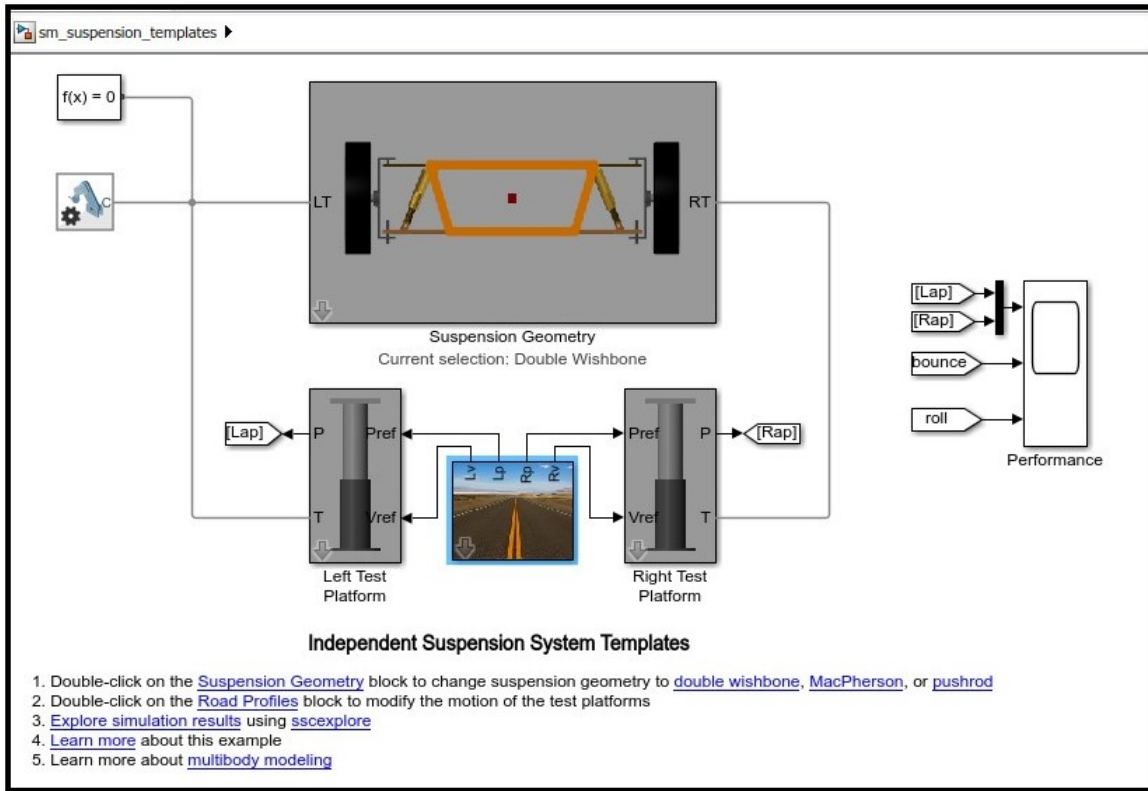 sm_suspension_templates
f(x) = 0
C
LT
RT
Suspension Geometry
Current selection: Double Wishbone
[Lap]
[Rap]
bounce
roll
Performance
[Lap]
P
Pref
Lv
Lp
Rp
Rv
Pref
P
[Rap]
T
Vref
Vref
T
Left Test
Platform
Right Test
Platform
Independent Suspension System Templates
1. Double-click on the Suspension Geometry block to change suspension geometry to double wishbone, MacPherson, or pushrod
2. Double-click on the Road Profiles block to modify the motion of the test platforms
3. Explore simulation results using sscexplore
4. Learn more about this example
5. Learn more about multibody modeling